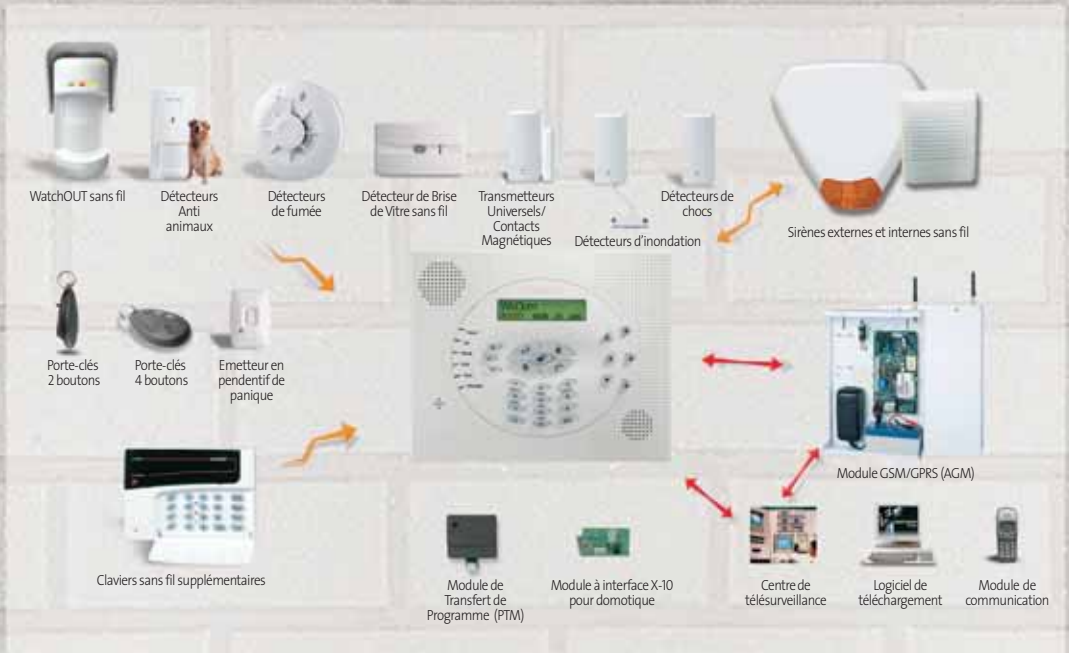 WatchOUT sans fil
Détecteurs
Anti
animaux
Détecteurs
de fumée
Détecteur de Brise
de Vitre sans fil
Transmetteurs
Universels/
Contacts
Magnétiques
Détecteurs d'inondation
Détecteurs de
chocs
Sirènes externes et internes sans fil
Porte-clés
2 boutons
Porte-clés
4 boutons
Emetteur en
pendentif de
panique
Module GSM/GPRS (AGM)
Claviers sans fil supplémentaires
Module de
Transfert de
Programme (PTM)
Module à interface X-10
pour domotique
Centre de
télésurveillance
Logiciel de
téléchargement
Module de
communication